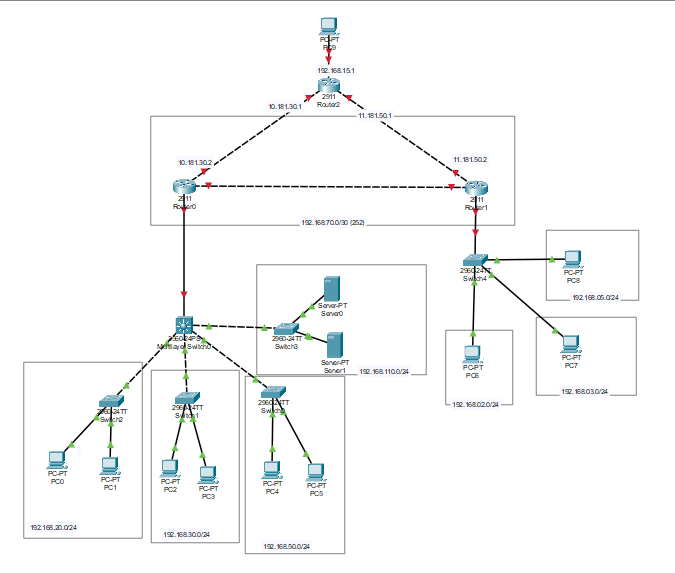 PC-PT
PC9
192.168.15.1
2911
Router2
10.181.30.1
11.181.50.1
10.181.30.2
11.181.50.2
2911
Router0
2911
Router1
192.168.70.0/30 (252)
2960-24TT
Switch4
PC-PT
PC8
192.168.05.0/24
Server-PT
Server0
3560-24PS
Multilayer Switch0
2960-24TT
Switch3
Server-PT
Server1
192.168.110.0/24
PC-PT
PC6
192.168.02.0/24
PC-PT
PC7
192.168.03.0/24
2960-24TT
Switch2
2960-24TT
Switch1
2960-24TT
PC-PT
PC0
PC-PT
PC1
PC-PT
PC2
PC-PT
PC3
PC-PT
PC4
PC-PT
PC5
192.168.20.0/24
192.168.30.0/24
192.168.50.0/24